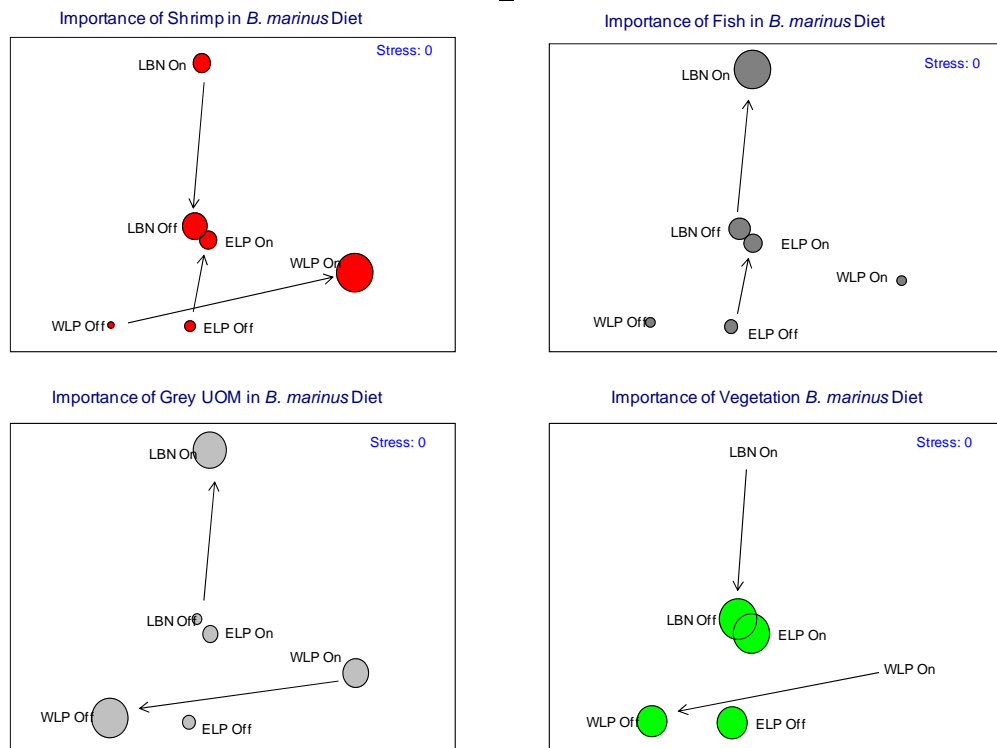 Importance of Shrimp in B. marinus Diet
Stress: 0
LBN On
LBN Off
ELP On
WLP On
WLP Off
ELP Off
Importance of Fish in B. marinus Diet
Stress: 0
LBN On
LBN Off
ELP On
WLP On
WLP Off
ELP Off
Importance of Grey UOM in B. marinus Diet
Stress: 0
LBN On
LBN Off
ELP On
WLP On
WLP Off
ELP Off
Importance of Vegetation B. marinus Diet
Stress: 0
LBN On
LBN Off
ELP On
WLP On
WLP Off
ELP Off